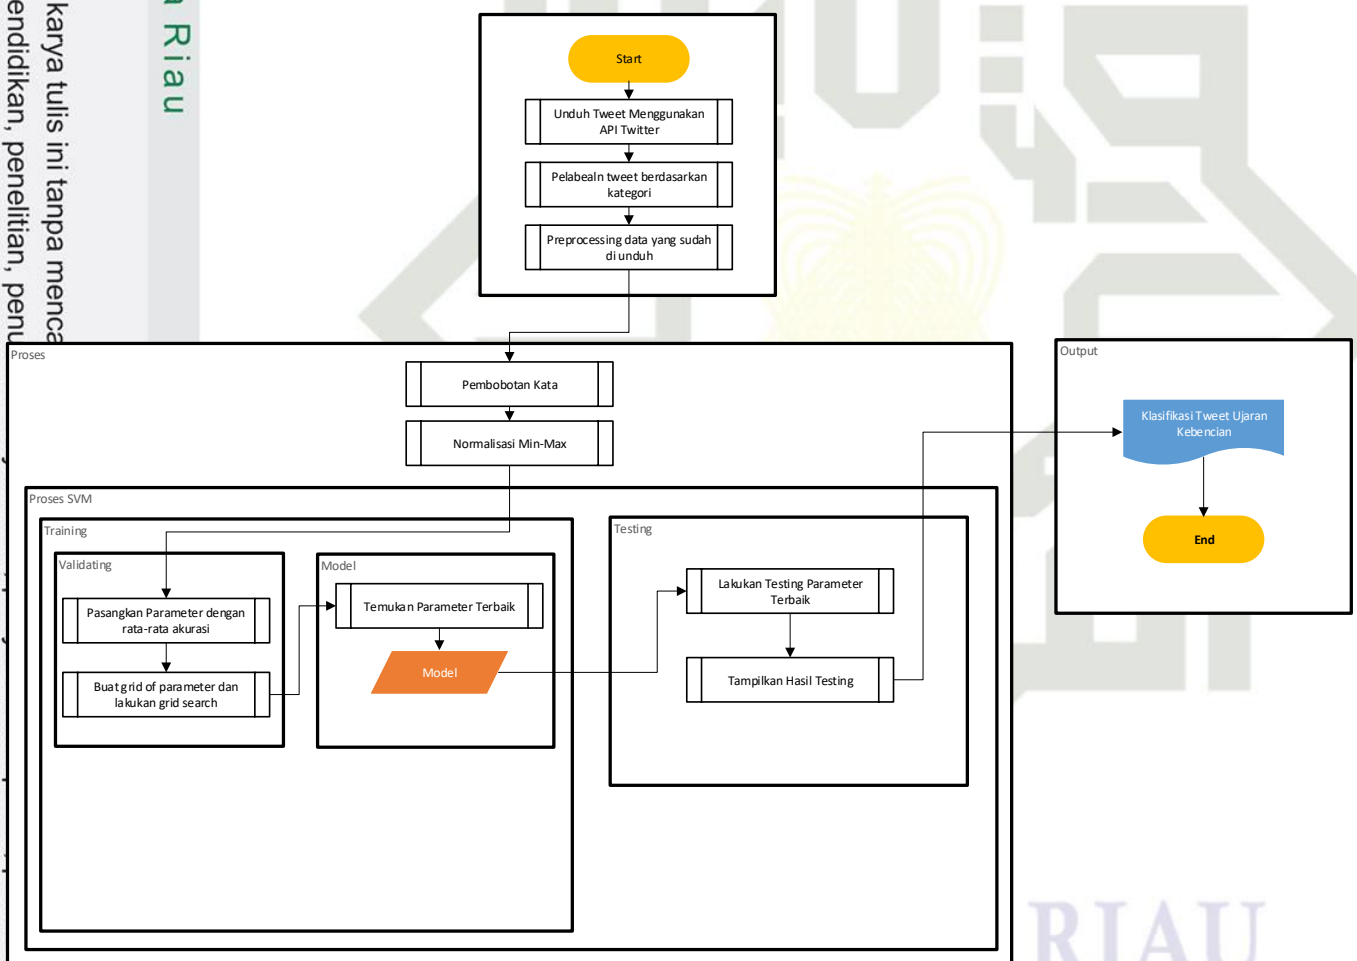 a Riau
karya tulis ini tanpa menca
endidikan, penelitian, penu
Start
Unduh Tweet Menggunakan
API Twitter
Pelabealn tweet berdasarkan
kategori
Preprocessing data yang sudah
di unduh
Proses
Pembobotan Kata
Normalisasi Min-Max
Proses SVM
Training
Validating
Pasangkan Parameter dengan
rata-rata akurasi
Buat grid of parameter dan
lakukan grid search
Model
Temukan Parameter Terbaik
Model
Testing
Lakukan Testing Parameter
Terbaik
Tampilkan Hasil Testing
Output
Klasifikasi Tweet Ujaran
Kebencian
End
RIAU